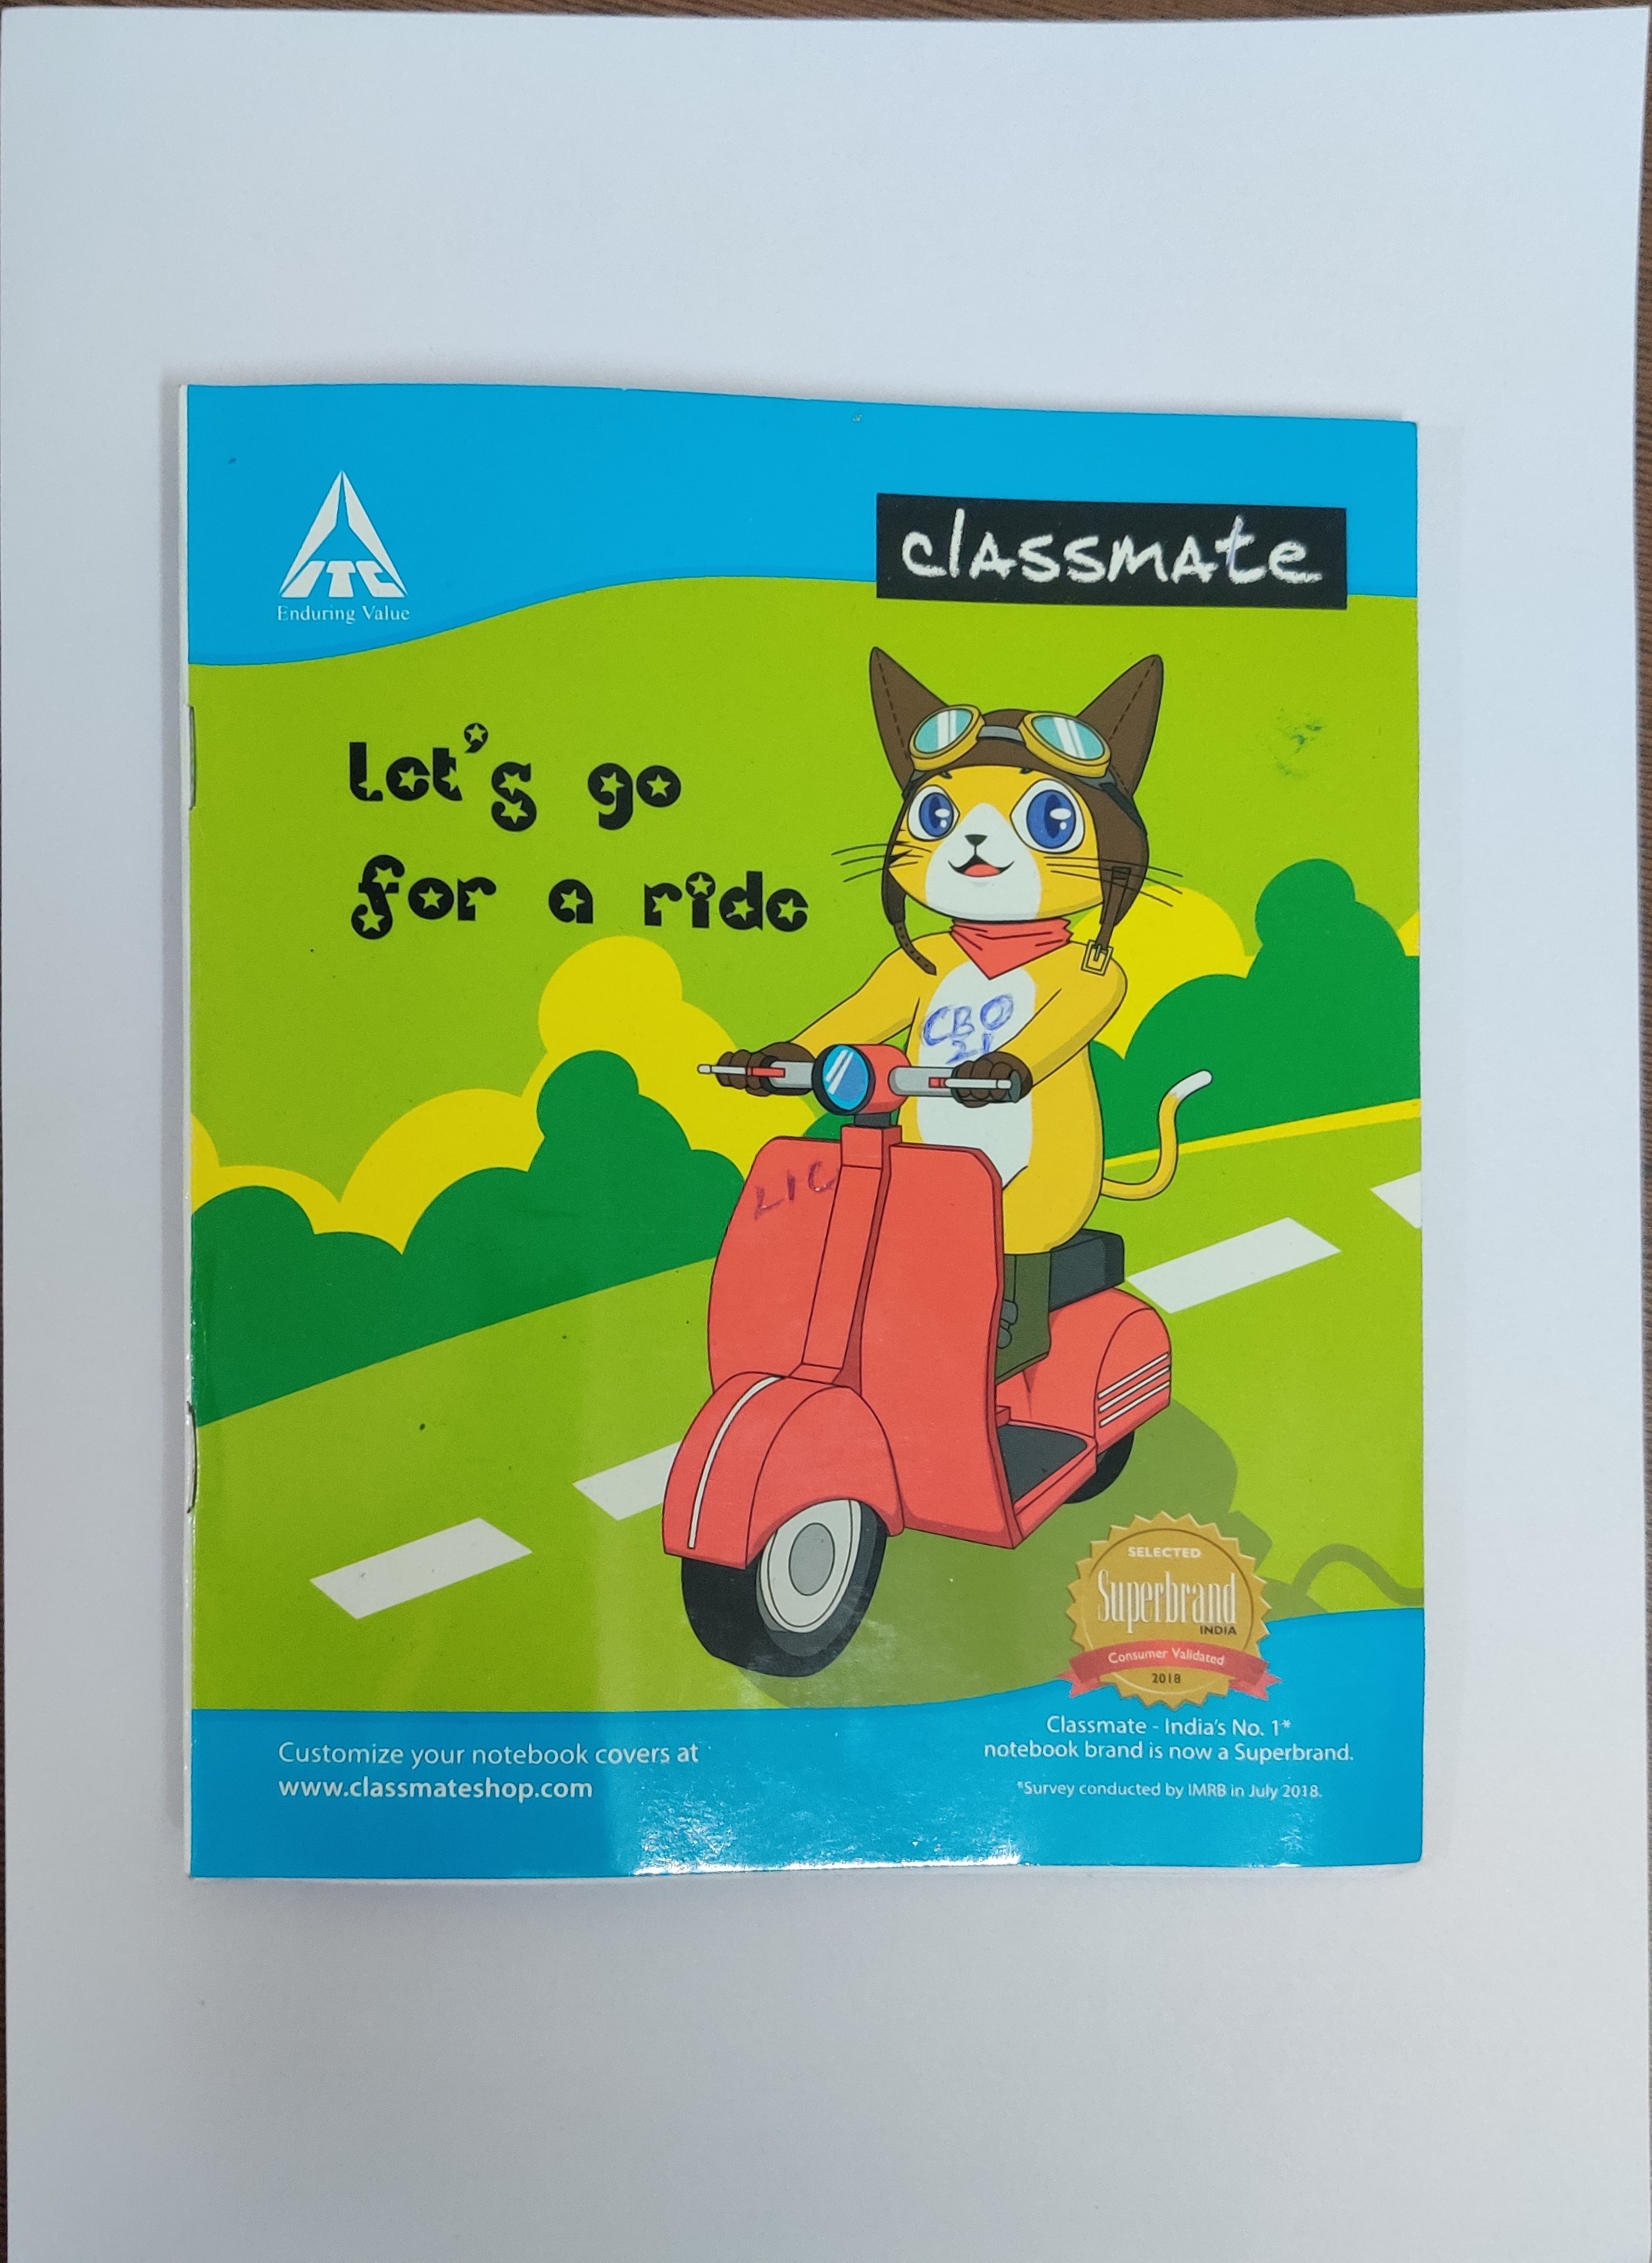 ITC
Enduring Value
classmate
Let's go
for a ride
CBO
21
LIC
SELECTED
Superbrand
INDIA
Consumer Validated
2018
Customize your notebook covers at
www.classmateshop.com
Classmate - India's No. 1*
notebook brand is now a Superbrand.
*Survey conducted by IMRB in July 2018.